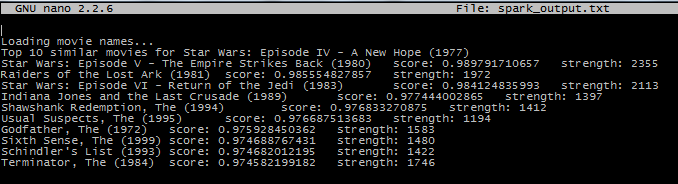 GNU nano 2.2.6 File: spark_output.txt
Loading movie names...
Top 10 similar movies for Star Wars: Episode IV - A New Hope (1977)
Star Wars: Episode V - The Empire Strikes Back (1980) score: 0.989791710657 strength: 2355
Raiders of the Lost Ark (1981) score: 0.985554827857 strength: 1972
Star Wars: Episode VI - Return of the Jedi (1983) score: 0.984124835993 strength: 2113
Indiana Jones and the Last Crusade (1989) score: 0.977444002865 strength: 1397
Shawshank Redemption, The (1994) score: 0.976833270875 strength: 1412
Usual Suspects, The (1995) score: 0.976687513683 strength: 1194
Godfather, The (1972) score: 0.975928450362 strength: 1583
Sixth Sense, The (1999) score: 0.974688767431 strength: 1480
Schindler's List (1993) score: 0.974682012195 strength: 1422
Terminator, The (1984) score: 0.974582199182 strength: 1746